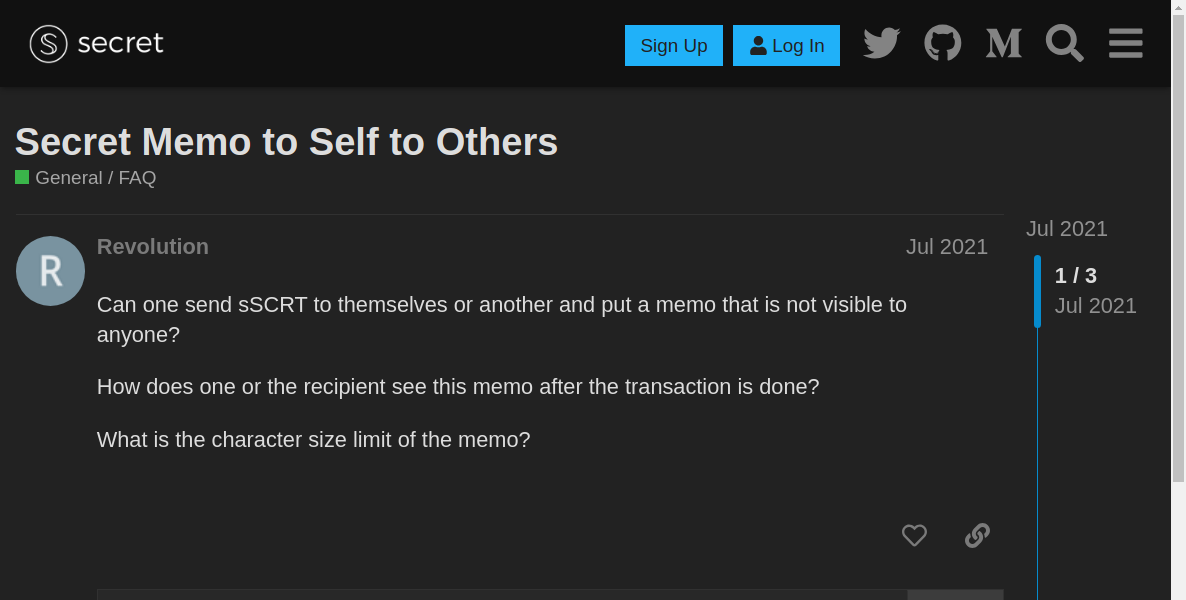 secret
Sign Up
Log In
Secret Memo to Self to Others
General / FAQ
Jul 2021
R
Revolution
Jul 2021
1 / 3
Jul 2021
Can one send sSCRT to themselves or another and put a memo that is not visible to
anyone?
How does one or the recipient see this memo after the transaction is done?
What is the character size limit of the memo?